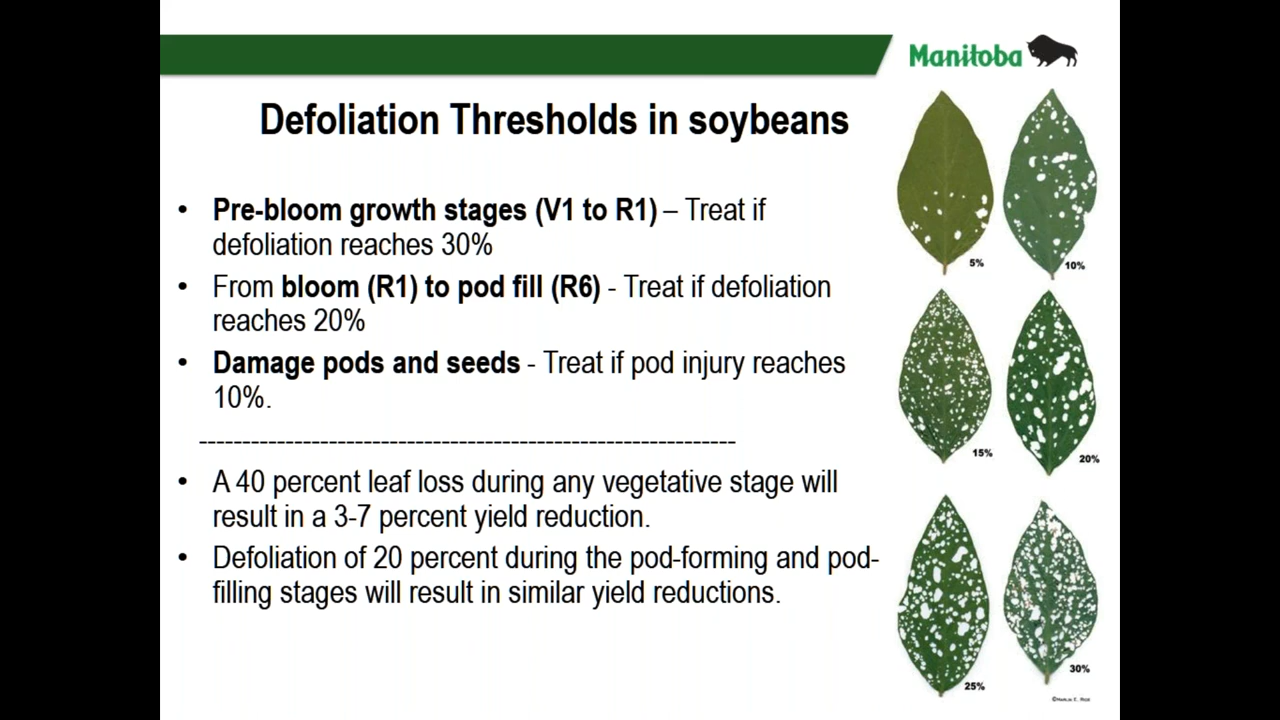 Manitoba
Defoliation Thresholds in soybeans
• Pre-bloom growth stages (V1 to R1) – Treat if
defoliation reaches 30%
• From bloom (R1) to pod fill (R6) - Treat if defoliation
reaches 20%
• Damage pods and seeds - Treat if pod injury reaches
10%.
--------------------------------------------------------------
• A 40 percent leaf loss during any vegetative stage will
result in a 3-7 percent yield reduction.
• Defoliation of 20 percent during the pod-forming and pod-
filling stages will result in similar yield reductions.
5%
10%
15%
20%
25%
30%